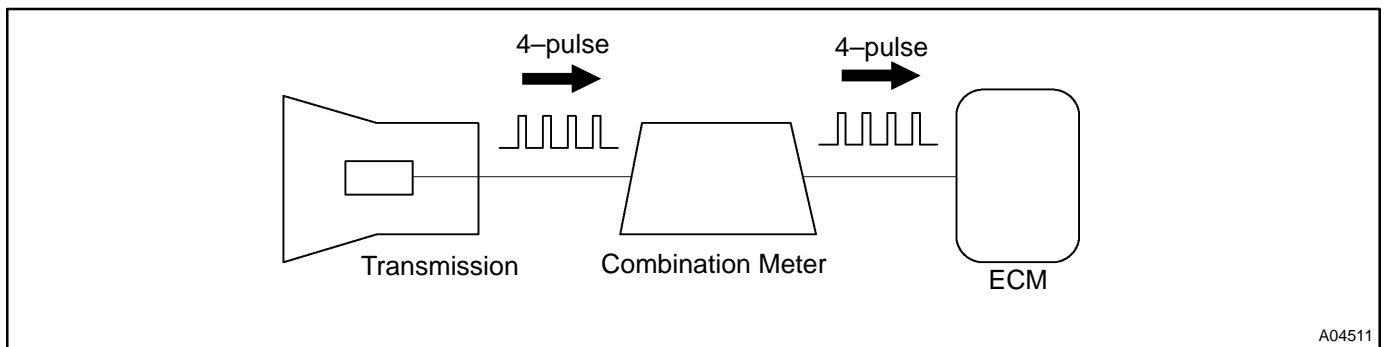 4–pulse
4–pulse
Transmission
Combination Meter
ECM
A04511